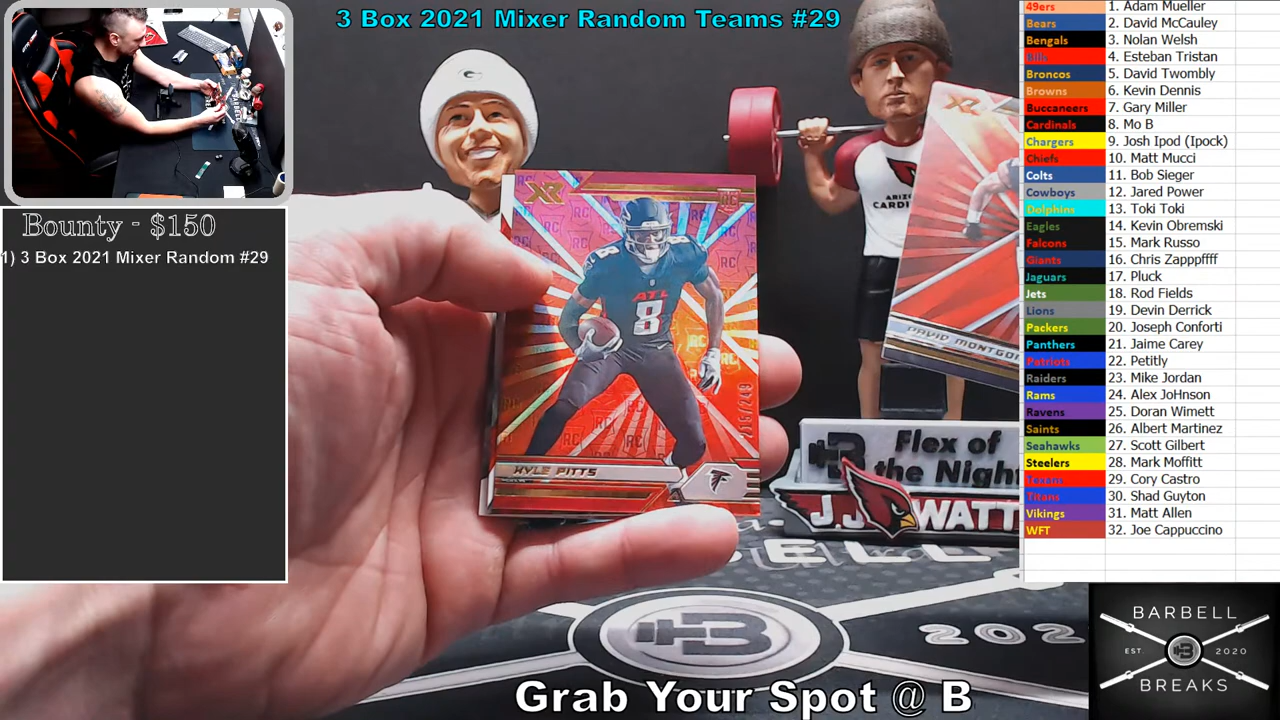 3 Box 2021 Mixer Random Teams #29
Bounty - $150
1) 3 Box 2021 Mixer Random #29
XR
RC
ATL
8
KYLE PITTS
XR
DAVID MONTGO
ARIZ
CARDI
Flex of
the Night
J.J. WATT
202
49ers 1. Adam Mueller
Bears 2. David McCauley
Bengals 3. Nolan Welsh
Bills 4. Esteban Tristan
Broncos 5. David Twombly
Browns 6. Kevin Dennis
Buccaneers 7. Gary Miller
Cardinals 8. Mo B
Chargers 9. Josh Ipod (Ipock)
Chiefs 10. Matt Mucci
Colts 11. Bob Sieger
Cowboys 12. Jared Power
Dolphins 13. Toki Toki
Eagles 14. Kevin Obremski
Falcons 15. Mark Russo
Giants 16. Chris Zapppffff
Jaguars 17. Pluck
Jets 18. Rod Fields
Lions 19. Devin Derrick
Packers 20. Joseph Conforti
Panthers 21. Jaime Carey
Patriots 22. Petitly
Raiders 23. Mike Jordan
Rams 24. Alex JoHnson
Ravens 25. Doran Wimett
Saints 26. Albert Martinez
Seahawks 27. Scott Gilbert
Steelers 28. Mark Moffitt
Texans 29. Cory Castro
Titans 30. Shad Guyton
Vikings 31. Matt Allen
WFT 32. Joe Cappuccino
BARBELL
EST. 2020
BREAKS
Grab Your Spot @ B